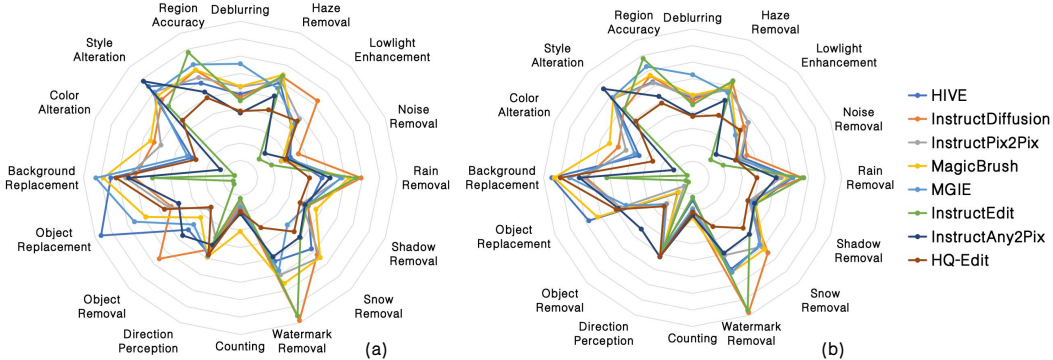 Deblurring
Haze
Removal
Lowlight
Enhancement
Noise
Removal
Rain
Removal
Shadow
Removal
Snow
Removal
Watermark
Removal
Counting
Direction
Perception
Object
Removal
Object
Replacement
Background
Replacement
Color
Alteration
Style
Alteration
Region
Accuracy
(a)
Deblurring
Haze
Removal
Lowlight
Enhancement
Noise
Removal
Rain
Removal
Shadow
Removal
Snow
Removal
Watermark
Removal
Counting
Direction
Perception
Object
Removal
Object
Replacement
Background
Replacement
Color
Alteration
Style
Alteration
Region
Accuracy
(b)
HIVE
InstructDiffusion
InstructPix2Pix
MagicBrush
MGIE
InstructEdit
InstructAny2Pix
HQ-Edit